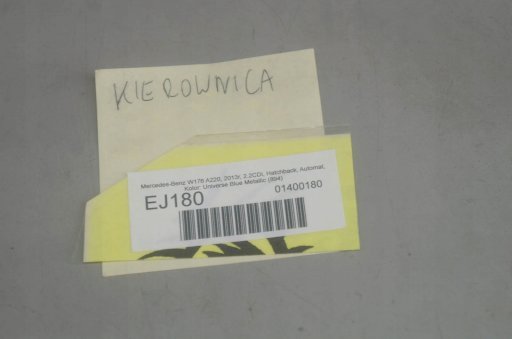 KIEROWNICA
Mercedes-Benz W176 A220, 2013r, 2.2CDI, Hatchback, Automat,
Kolor: Universe Blue Metallic (894)
EJ180
01400180